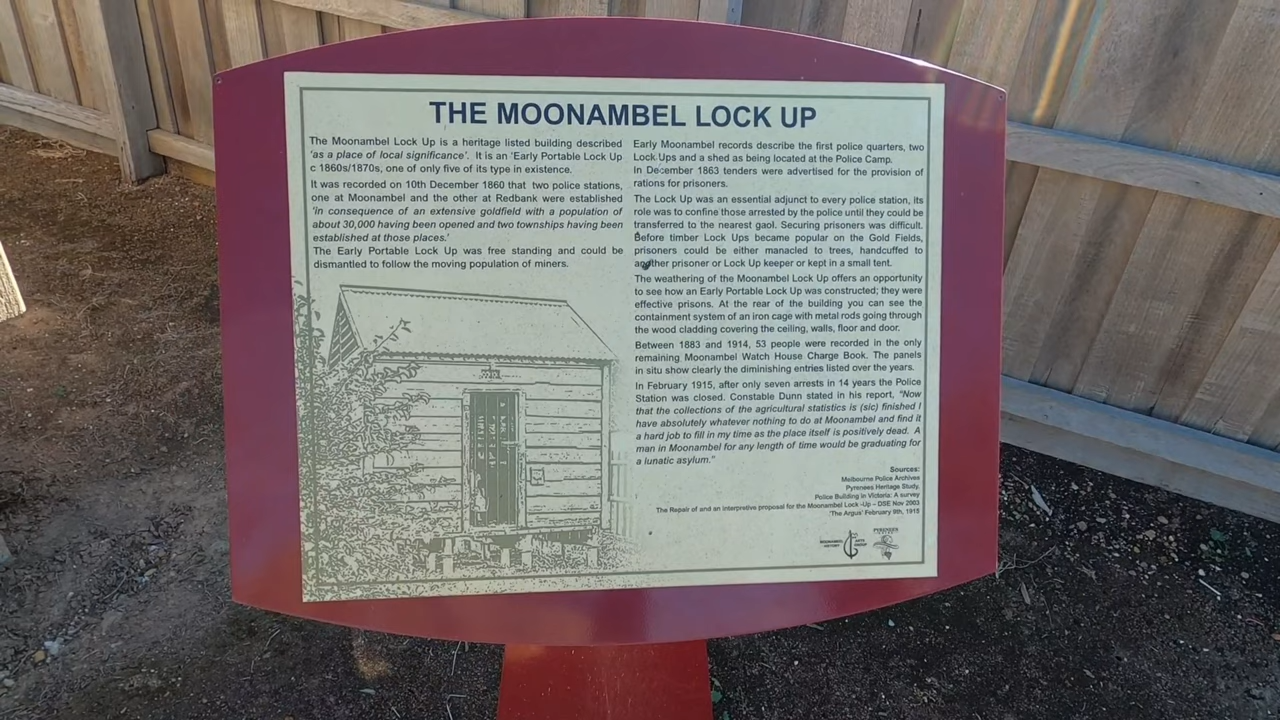 THE MOONAMBEL LOCK UP
The Moonambel Lock Up is a heritage listed building described
'as a place of local significance'. It is an 'Early Portable Lock Up
c 1860s/1870s, one of only five of its type in existence.
It was recorded on 10th December 1860 that two police stations,
one at Moonambel and the other at Redbank were established
'in consequence of an extensive goldfield with a population of
about 30,000 having been opened and two townships having been
established at those places.'
The Early Portable Lock Up was free standing and could be
dismantled to follow the moving population of miners.
Early Moonambel records describe the first police quarters, two
Lock Ups and a shed as being located at the Police Camp.
In December 1863 tenders were advertised for the provision of
rations for prisoners.
The Lock Up was an essential adjunct to every police station, its
role was to confine those arrested by the police until they could be
transferred to the nearest gaol. Securing prisoners was difficult.
Before timber Lock Ups became popular on the Gold Fields,
prisoners could be either manacled to trees, handcuffed to
another prisoner or Lock Up keeper or kept in a small tent.
The weathering of the Moonambel Lock Up offers an opportunity
to see how an Early Portable Lock Up was constructed; they were
effective prisons. At the rear of the building you can see the
containment system of an iron cage with metal rods going through
the wood cladding covering the ceiling, walls, floor and door.
Between 1883 and 1914, 53 people were recorded in the only
remaining Moonambel Watch House Charge Book. The panels
in situ show clearly the diminishing entries listed over the years.
In February 1915, after only seven arrests in 14 years the Police
Station was closed. Constable Dunn stated in his report, "Now
that the collections of the agricultural statistics is (sic) finished I
have absolutely whatever nothing to do at Moonambel and find it
a hard job to fill in my time as the place itself is positively dead. A
man in Moonambel for any length of time would be graduating for
a lunatic asylum."
Sources:
Melbourne Police Archives
Pyrenees Heritage Study,
Police Building in Victoria: A survey
The Repair of and an interpretive proposal for the Moonambel Lock -Up – DSE Nov 2003
'The Argus' February 9th, 1915
MOONAMBEL HISTORY
ARTS GROUP
PYRENEES